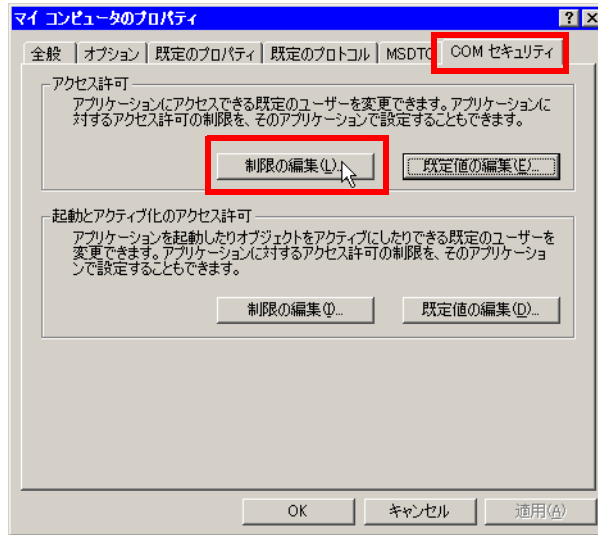 マイ コンピュータのプロパティ
全般 オプション 既定のプロパティ 既定のプロトコル MSDTC COM セキュリティ
アクセス許可
アプリケーションにアクセスできる既定のユーザーを変更できます。アプリケーションに
対するアクセス許可の制限を、そのアプリケーションで設定することもできます。
制限の編集(L)... 既定値の編集(E)...
起動とアクティブ化のアクセス許可
アプリケーションを起動したりオブジェクトをアクティブにしたりできる既定のユーザーを
変更できます。アプリケーションに対するアクセス許可の制限を、そのアプリケーショ
ンで設定することもできます。
制限の編集(I)... 既定値の編集(D)...
OK キャンセル 適用(A)